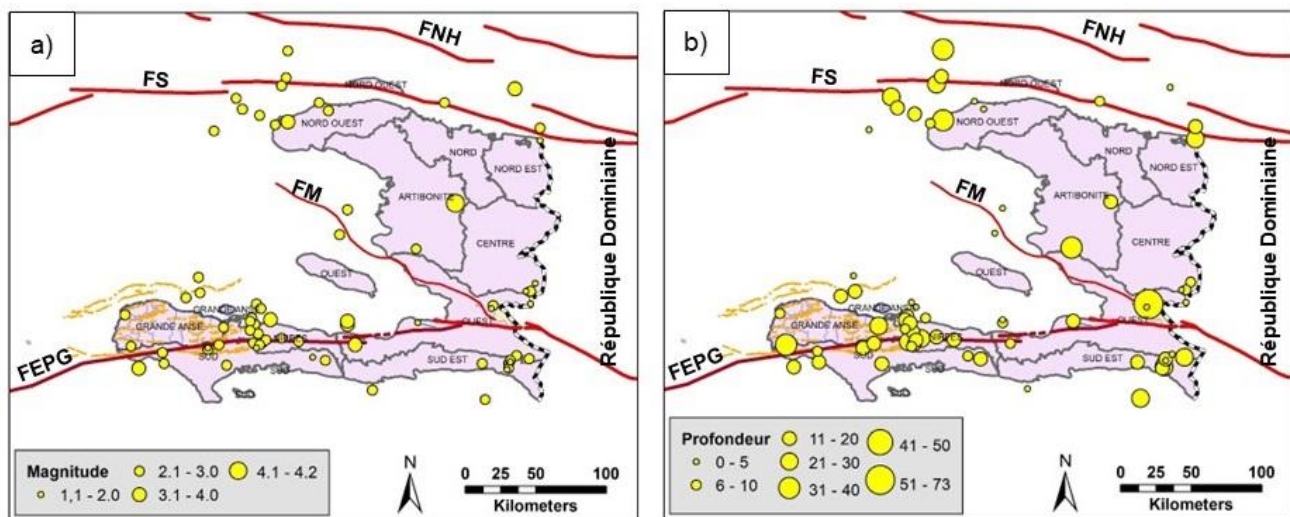 a)
FNH
FS
NORD OUEST
NORD OUEST
NORD
NORD EST
ARTIBONITE
FM
CENTRE
OUEST
OUEST
GRANDE ANSE
SUD EST
SUD
FEPG
République Dominiaine
Magnitude
1,1 - 2.0
2.1 - 3.0
3.1 - 4.0
4.1 - 4.2
N
0 25 50 100
Kilometers
b)
FNH
FS
NORD OUEST
NORD OUEST
NORD
NORD EST
ARTIBONITE
FM
CENTRE
OUEST
GRANDE ANSE
SUD EST
FEPG
République Dominiaine
Profondeur
0 - 5
6 - 10
11 - 20
21 - 30
31 - 40
41 - 50
51 - 73
N
0 25 50 100
Kilometers